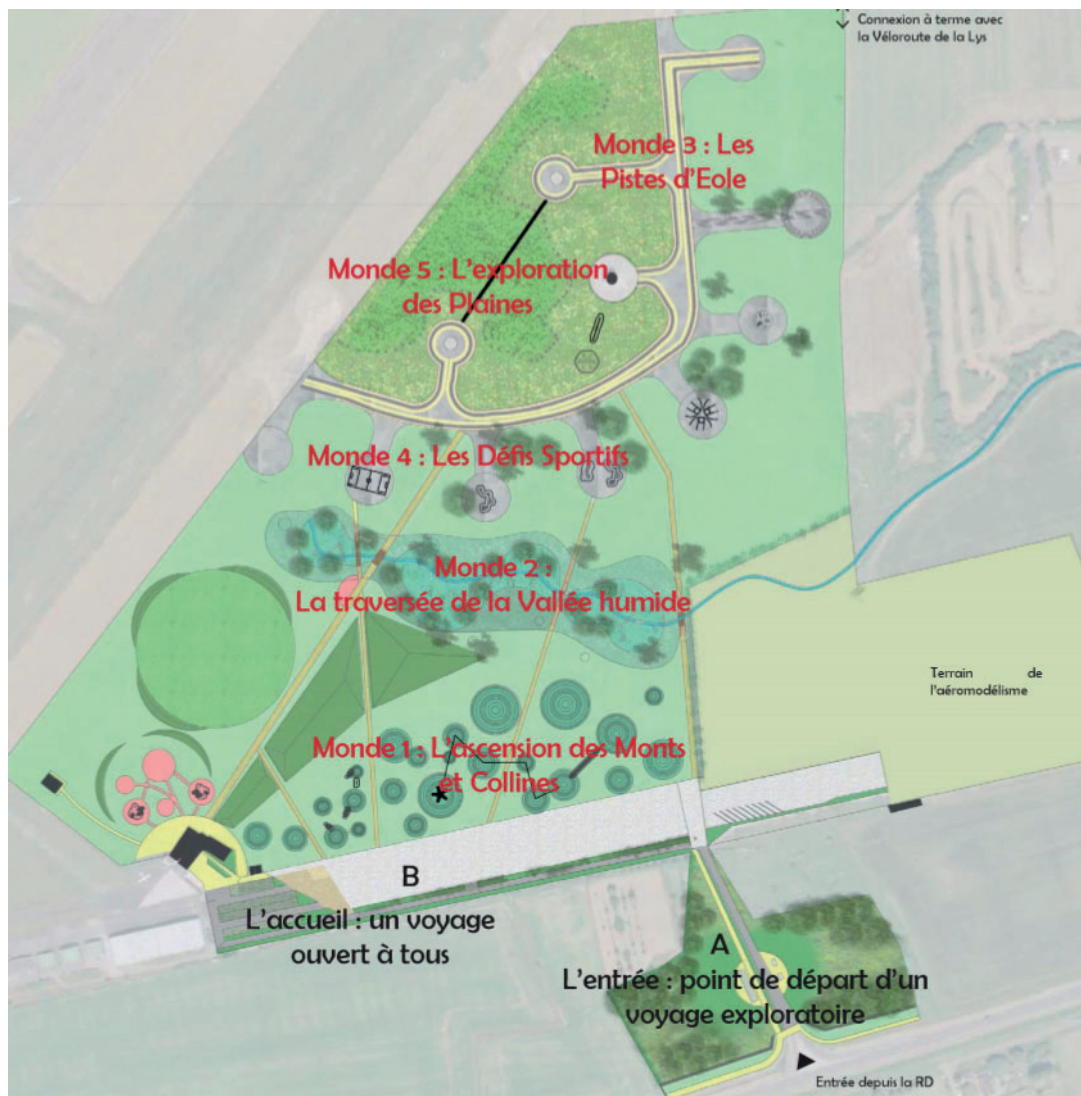 Connexion à terme avec
la Véloroute de la Lys
Monde 3 : Les
Pistes d'Eole
Monde 5 : L'exploration
des Plaines
Monde 4 : Les Défis Sportifs
Monde 2 :
La traversée de la Vallée humide
Terrain de
l'aéromodélisme
Monde 1 : L'ascension des Monts
et Collines
B
L'accueil : un voyage
ouvert à tous
A
L'entrée : point de départ d'un
voyage exploratoire
Entrée depuis la RD